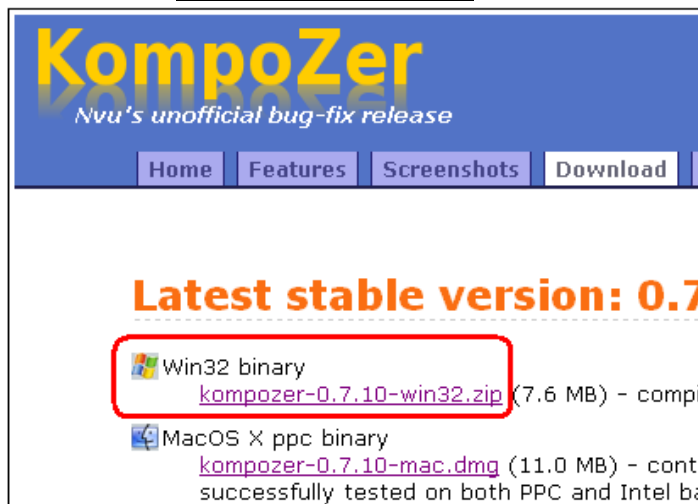 KompoZer
Nvu's unofficial bug-fix release
Home Features Screenshots Download
Latest stable version: 0.7
Win32 binary
kompozer-0.7.10-win32.zip (7.6 MB) - compi
MacOS X ppc binary
kompozer-0.7.10-mac.dmg (11.0 MB) - cont
successfully tested on both PPC and Intel ba